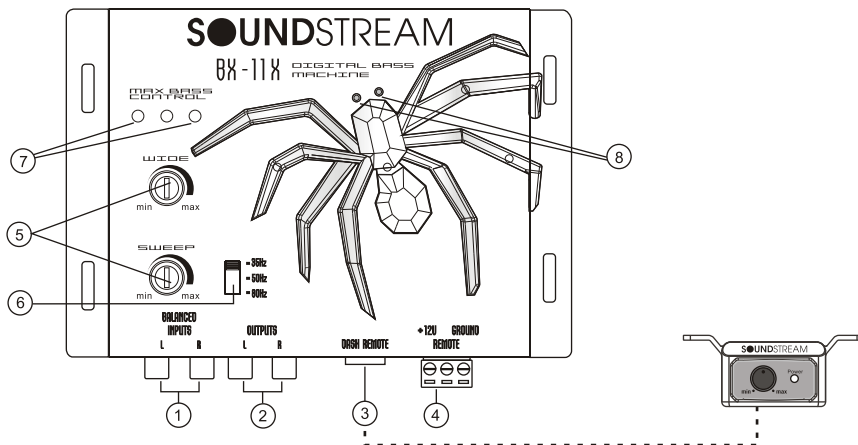 SOUNDSTREAM
BX-11X DIGITAL BASS
MACHINE
MAX BASS
CONTROL
7
8
WIDE
min max
5
SWEEP
- 35Hz
- 50Hz
- 80Hz
min max
6
BALANCED
INPUTS
L R
OUTPUTS
L R
DASH REMOTE
+12V GROUND
REMOTE
1
2
3
4
SOUNDSTREAM
Power
min max